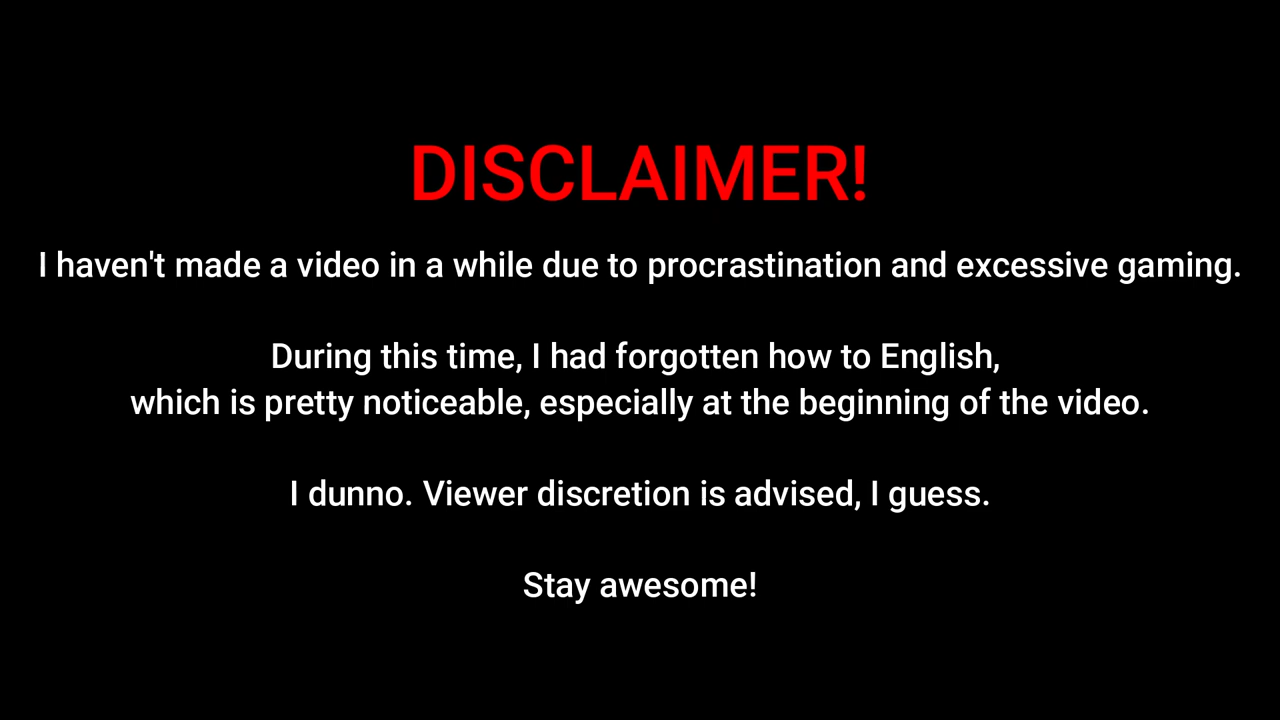 DISCLAIMER!
I haven't made a video in a while due to procrastination and excessive gaming.
During this time, I had forgotten how to English,
which is pretty noticeable, especially at the beginning of the video.
I dunno. Viewer discretion is advised, I guess.
Stay awesome!